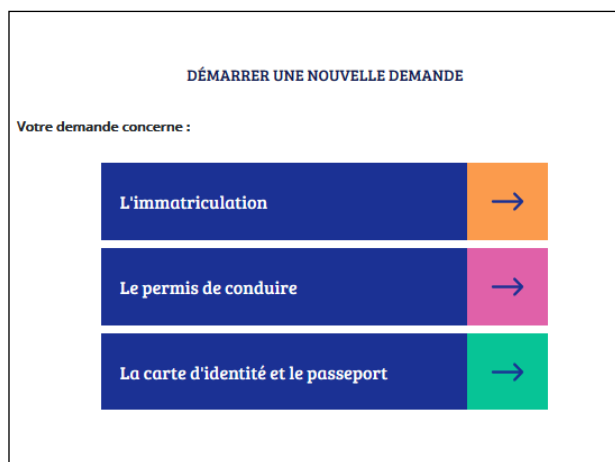 DÉMARRER UNE NOUVELLE DEMANDE
Votre demande concerne :
L'immatriculation
Le permis de conduire
La carte d'identité et le passeport